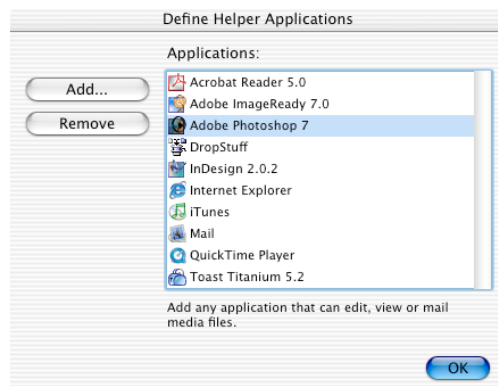 Define Helper Applications
Applications:
Add...
Remove
Acrobat Reader 5.0
Adobe ImageReady 7.0
Adobe Photoshop 7
DropStuff
InDesign 2.0.2
Internet Explorer
iTunes
Mail
QuickTime Player
Toast Titanium 5.2
Add any application that can edit, view or mail
media files.
OK